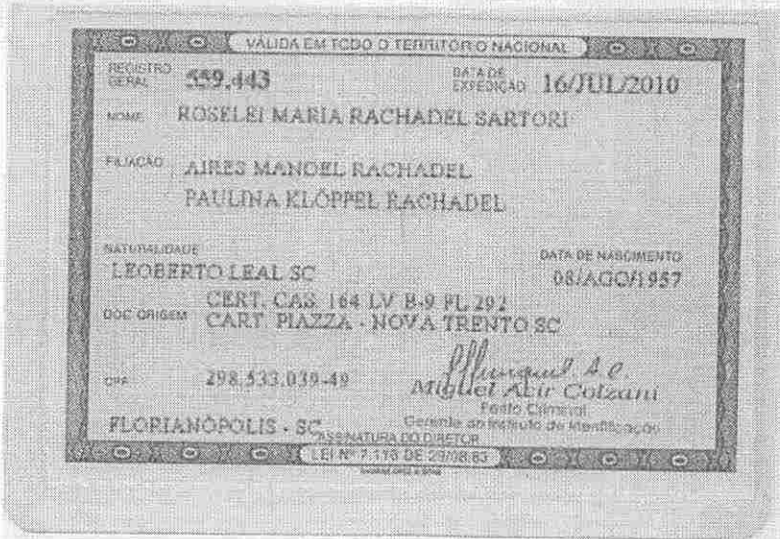 VÁLIDA EM TODO O TERRITÓRIO NACIONAL
REGISTRO GERAL 559.443 DATA DE EXPEDIÇÃO 16/JUL/2010
NOME ROSELEI MARIA RACHADEL SARTORI
FILIAÇÃO AIRES MANOEL RACHADEL
PAULINA KLÖPPEL RACHADEL
NATURALIDADE DATA DE NASCIMENTO
LEOBERTO LEAL SC 08/AGO/1957
DOC ORIGEM CERT. CAS. 164 LV B-9 FL 292
CART. PIAZZA - NOVA TRENTO SC
CPF 298.533.039-49
Miguel Acir Colzani
Perito Criminal
Gerente do Instituto de Identificação
FLORIANÓPOLIS - SC
ASSINATURA DO DIRETOR
LEI Nº 7.116 DE 29/08/83